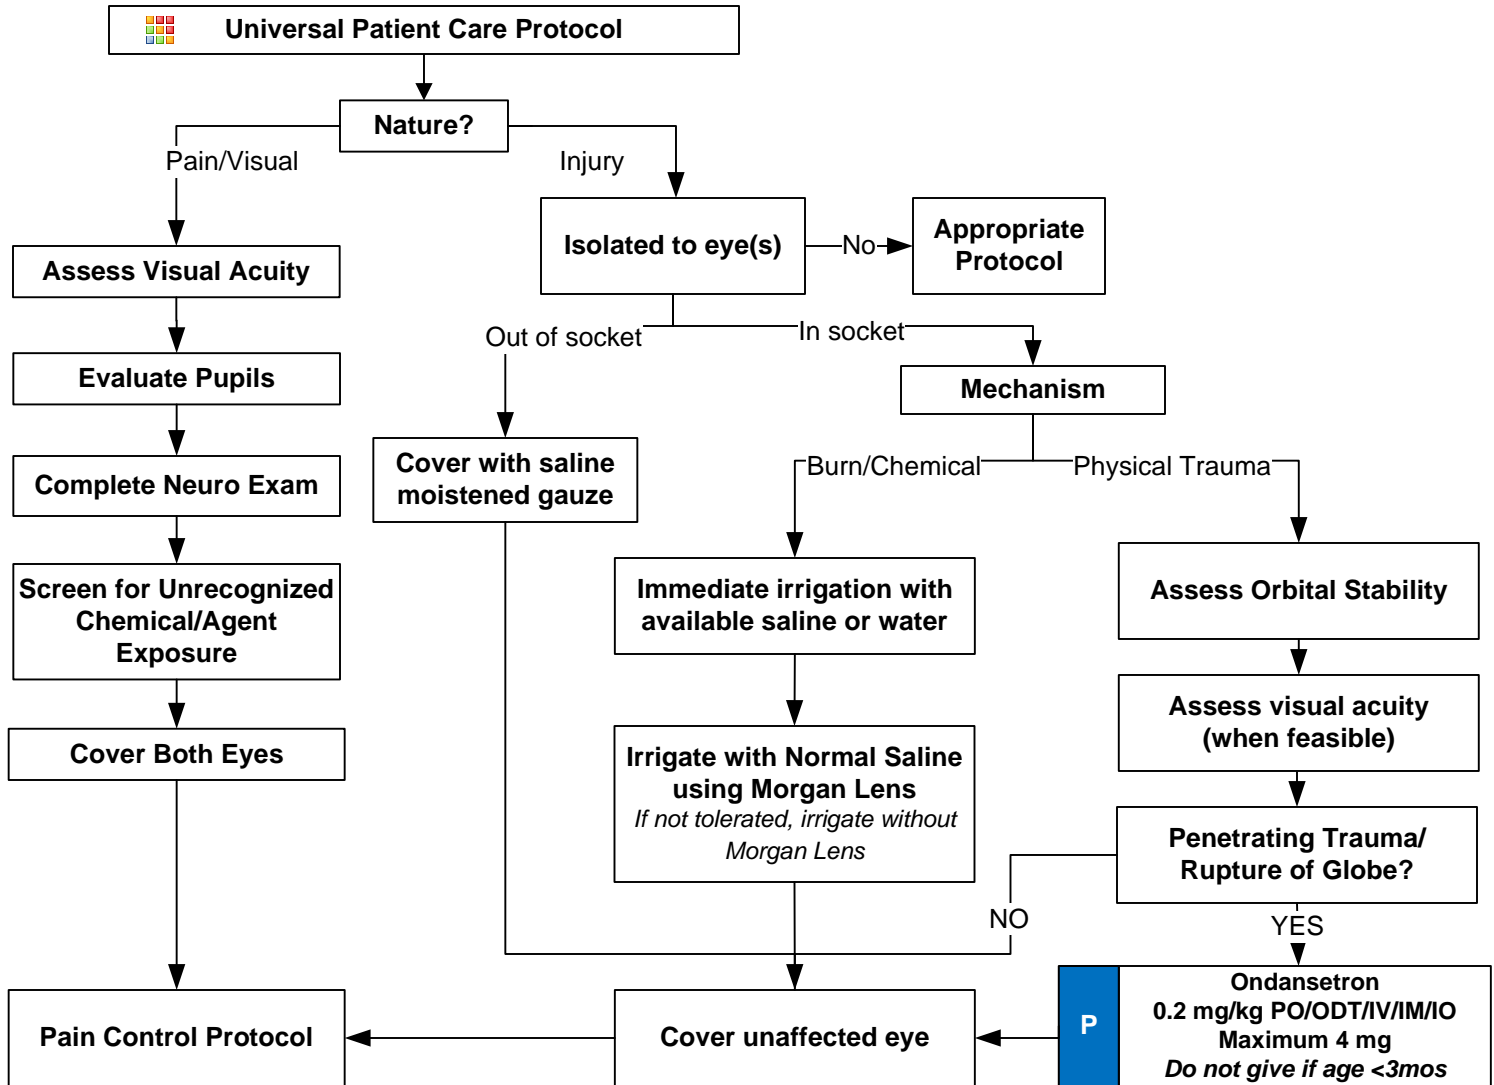 Universal Patient Care Protocol
Nature?
Pain/Visual
Injury
Isolated to eye(s)
No
Appropriate
Protocol
Assess Visual Acuity
Out of socket
In socket
Evaluate Pupils
Mechanism
Complete Neuro Exam
Cover with saline
moistened gauze
Burn/Chemical
Physical Trauma
Screen for Unrecognized
Chemical/Agent
Exposure
Immediate irrigation with
available saline or water
Assess Orbital Stability
Cover Both Eyes
Irrigate with Normal Saline
using Morgan Lens
If not tolerated, irrigate without
Morgan Lens
Assess visual acuity
(when feasible)
Penetrating Trauma/
Rupture of Globe?
NO
YES
Pain Control Protocol
Cover unaffected eye
P
Ondansetron
0.2 mg/kg PO/ODT/IV/IM/IO
Maximum 4 mg
Do not give if age <3mos